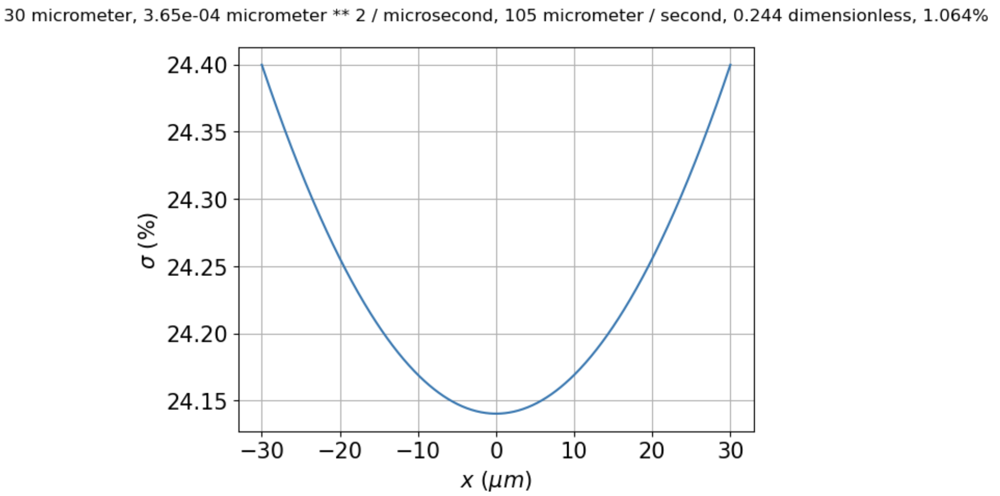 30 micrometer, 3.65e-04 micrometer ** 2 / microsecond, 105 micrometer / second, 0.244 dimensionless, 1.064%
24.40
24.35
24.30
24.25
24.20
24.15
σ (%)
−30 −20 −10 0 10 20 30
x (μm)